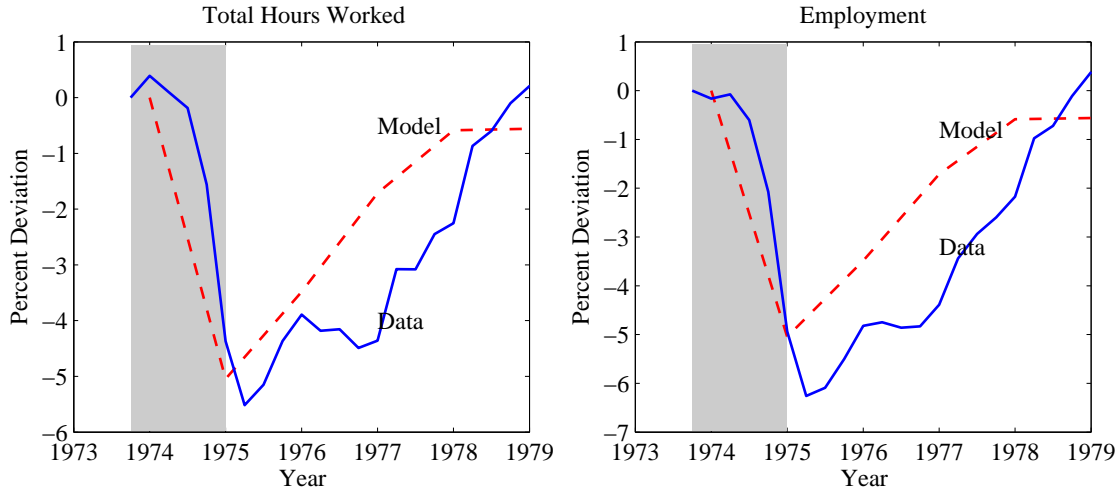 Total Hours Worked
Percent Deviation
1
0
−1
−2
−3
−4
−5
−6
Model
Data
1973 1974 1975 1976 1977 1978 1979
Year
Employment
Percent Deviation
1
0
−1
−2
−3
−4
−5
−6
−7
Model
Data
1973 1974 1975 1976 1977 1978 1979
Year